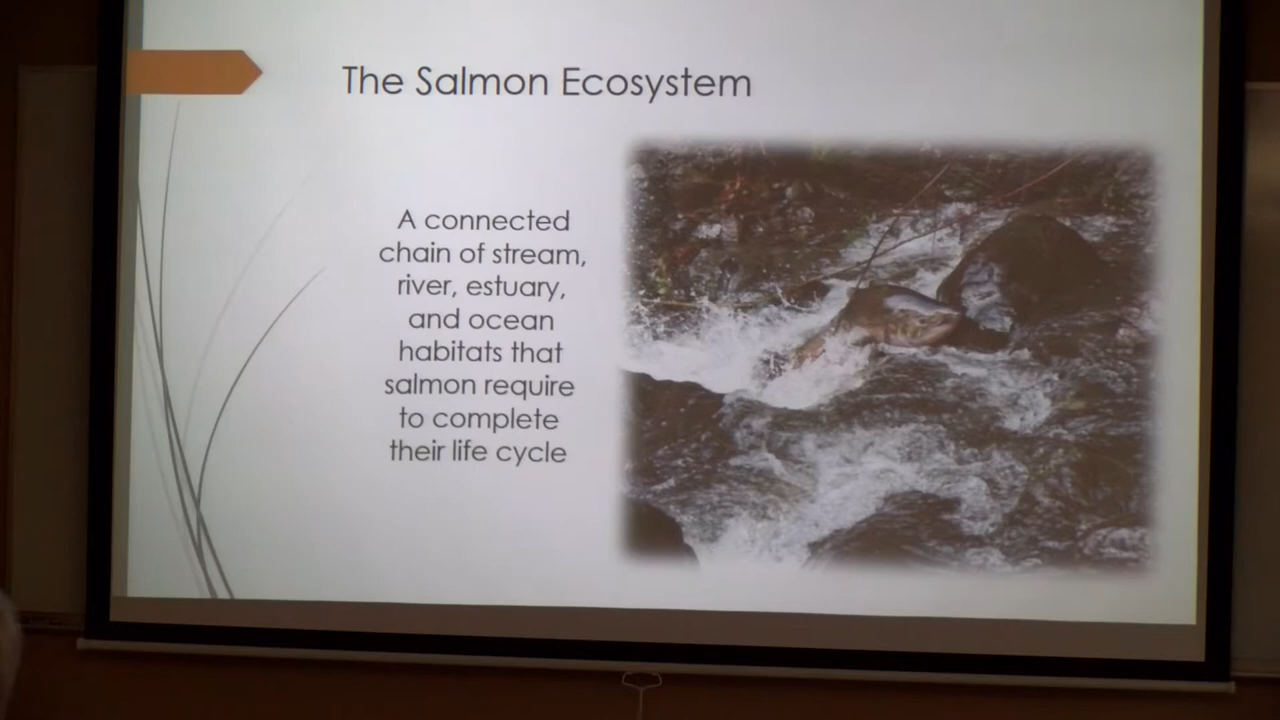 The Salmon Ecosystem
A connected
chain of stream,
river, estuary,
and ocean
habitats that
salmon require
to complete
their life cycle